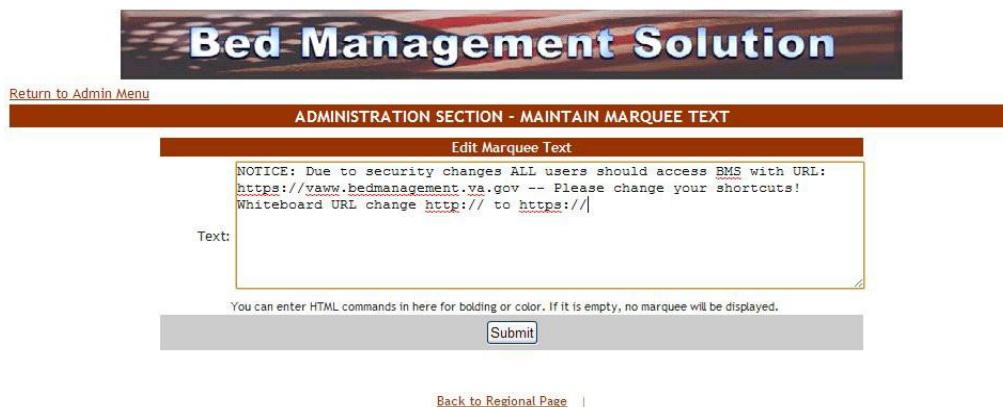 Bed Management Solution
Return to Admin Menu
ADMINISTRATION SECTION - MAINTAIN MARQUEE TEXT
Edit Marquee Text
NOTICE: Due to security changes ALL users should access BMS with URL:
https://vaww.bedmanagement.va.gov -- Please change your shortcuts!
Whiteboard URL change http:// to https://
Text:
You can enter HTML commands in here for bolding or color. If it is empty, no marquee will be displayed.
Submit
Back to Regional Page |